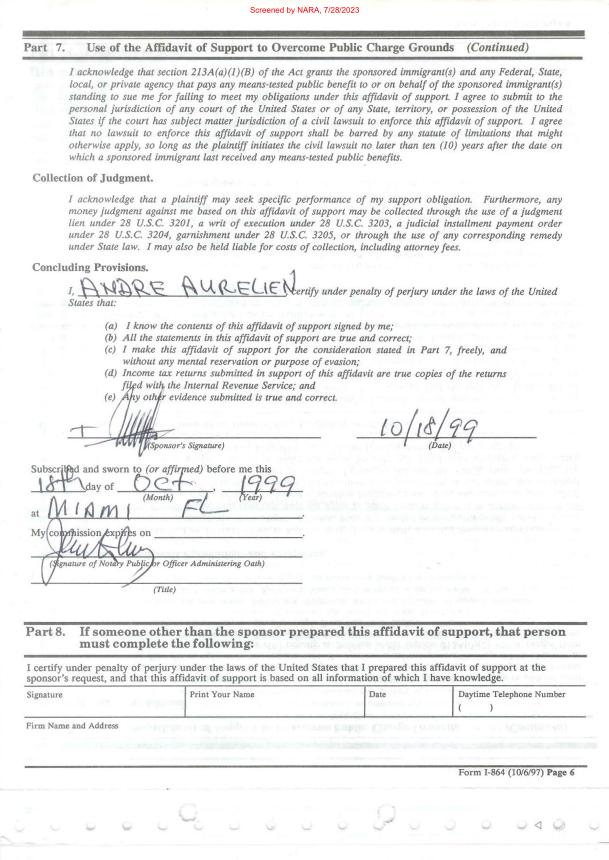 Screened by NARA, 7/28/2023
Part 7. Use of the Affidavit of Support to Overcome Public Charge Grounds (Continued)
I acknowledge that section 213A(a)(1)(B) of the Act grants the sponsored immigrant(s) and any Federal, State,
local, or private agency that pays any means-tested public benefit to or on behalf of the sponsored immigrant(s)
standing to sue me for failing to meet my obligations under this affidavit of support. I agree to submit to the
personal jurisdiction of any court of the United States or of any State, territory, or possession of the United
States if the court has subject matter jurisdiction of a civil lawsuit to enforce this affidavit of support. I agree
that no lawsuit to enforce this affidavit of support shall be barred by any statute of limitations that might
otherwise apply, so long as the plaintiff initiates the civil lawsuit no later than ten (10) years after the date on
which a sponsored immigrant last received any means-tested public benefits.
Collection of Judgment.
I acknowledge that a plaintiff may seek specific performance of my support obligation. Furthermore, any
money judgment against me based on this affidavit of support may be collected through the use of a judgment
lien under 28 U.S.C. 3201, a writ of execution under 28 U.S.C. 3203, a judicial installment payment order
under 28 U.S.C. 3204, garnishment under 28 U.S.C. 3205, or through the use of any corresponding remedy
under State law. I may also be held liable for costs of collection, including attorney fees.
Concluding Provisions.
I, ANDRE AURELIEN certify under penalty of perjury under the laws of the United
States that:
(a) I know the contents of this affidavit of support signed by me;
(b) All the statements in this affidavit of support are true and correct;
(c) I make this affidavit of support for the consideration stated in Part 7, freely, and
without any mental reservation or purpose of evasion;
(d) Income tax returns submitted in support of this affidavit are true copies of the returns
filed with the Internal Revenue Service; and
(e) Any other evidence submitted is true and correct.
10/18/99
(Sponsor's Signature) (Date)
Subscribed and sworn to (or affirmed) before me this
18th day of OCT 1999
(Month) (Year)
at MIAMI FL .
My commission expires on .
(Signature of Notary Public or Officer Administering Oath)
(Title)
Part 8. If someone other than the sponsor prepared this affidavit of support, that person
must complete the following:
I certify under penalty of perjury under the laws of the United States that I prepared this affidavit of support at the
sponsor's request, and that this affidavit of support is based on all information of which I have knowledge.
Signature Print Your Name Date Daytime Telephone Number
( )
Firm Name and Address
Form I-864 (10/6/97) Page 6